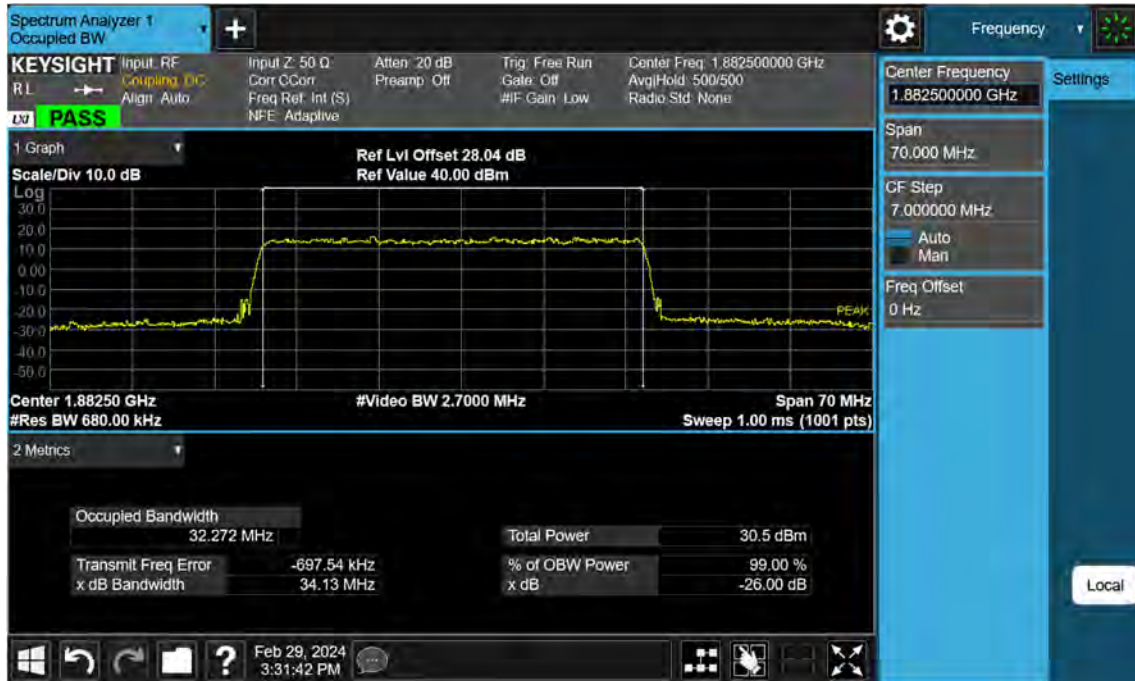 Spectrum Analyzer 1
Occupied BW
+
Frequency
KEYSIGHT
RL
LXI
PASS
Input: RF
Coupling: DC
Align: Auto
Input Z: 50 Ω
Corr CCorr
Freq Ref: Int (S)
NFE: Adaptive
Atten: 20 dB
Preamp: Off
Trig: Free Run
Gate: Off
#IF Gain: Low
Center Freq: 1.882500000 GHz
Avg|Hold: 500/500
Radio Std: None
Center Frequency
1.882500000 GHz
Settings
Span
70.000 MHz
CF Step
7.000000 MHz
Auto
Man
Freq Offset
0 Hz
1 Graph
Scale/Div 10.0 dB
Ref Lvl Offset 28.04 dB
Ref Value 40.00 dBm
Log
30.0
20.0
10.0
0.00
-10.0
-20.0
-30.0
-40.0
-50.0
PEAK
Center 1.88250 GHz
#Res BW 680.00 kHz
#Video BW 2.7000 MHz
Span 70 MHz
Sweep 1.00 ms (1001 pts)
2 Metrics
Occupied Bandwidth
32.272 MHz
Total Power 30.5 dBm
Transmit Freq Error -697.54 kHz
% of OBW Power 99.00 %
x dB Bandwidth 34.13 MHz
x dB -26.00 dB
Local
?
Feb 29, 2024
3:31:42 PM